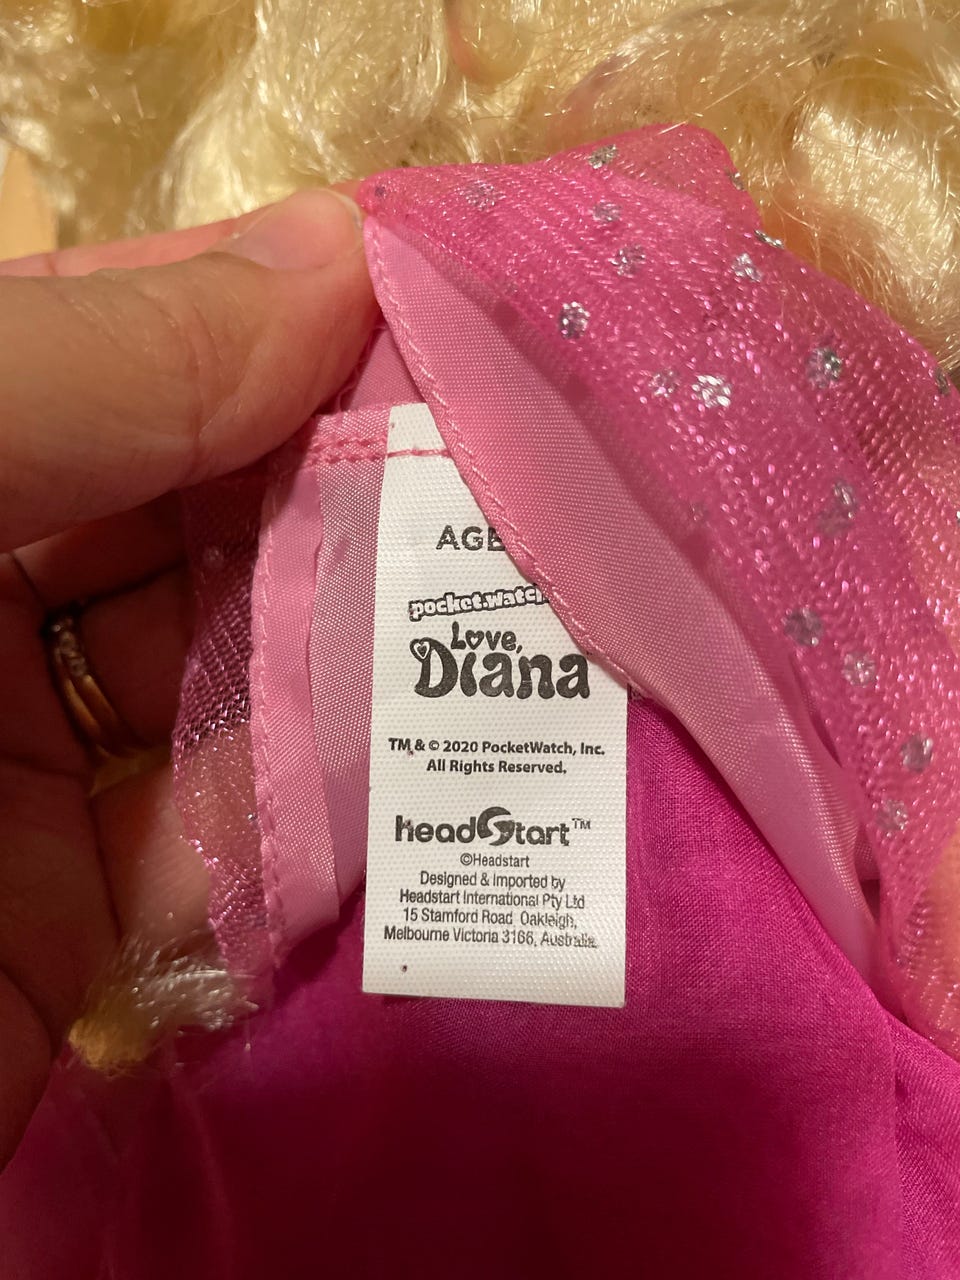 AGE
pocket.watch
Love,
Diana
TM & © 2020 PocketWatch, Inc.
All Rights Reserved.
headStart™
©Headstart
Designed & Imported by
Headstart International Pty Ltd
15 Stamford Road Oakleigh,
Melbourne Victoria 3166, Australia.